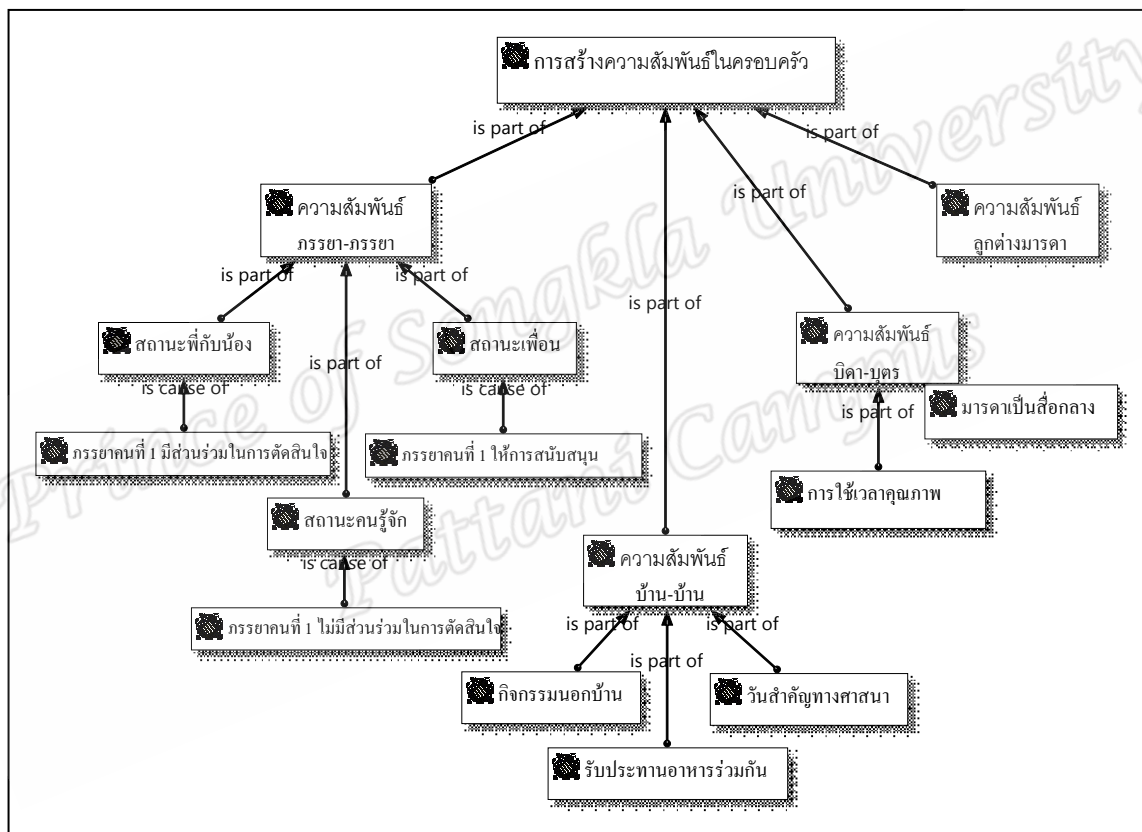 การสร้างความสัมพันธ์ในครอบครัว
is part of
is part of
is part of
is part of
ความสัมพันธ์
ภรรยา-ภรรยา
ความสัมพันธ์
ลูกต่างมารดา
is part of
is part of
is part of
สถานะพี่กับน้อง
สถานะเพื่อน
ความสัมพันธ์
บิดา-บุตร
is cause of
is cause of
is part of
มารดาเป็นสื่อกลาง
ภรรยาคนที่ 1 มีส่วนร่วมในการตัดสินใจ
ภรรยาคนที่ 1 ให้การสนับสนุน
การใช้เวลาคุณภาพ
สถานะคนรู้จัก
is cause of
ความสัมพันธ์
บ้าน-บ้าน
ภรรยาคนที่ 1 ไม่มีส่วนร่วมในการตัดสินใจ
is part of
is part of
is part of
กิจกรรมนอกบ้าน
วันสำคัญทางศาสนา
รับประทานอาหารร่วมกัน
Prince of Songkla University
Pattani Campus